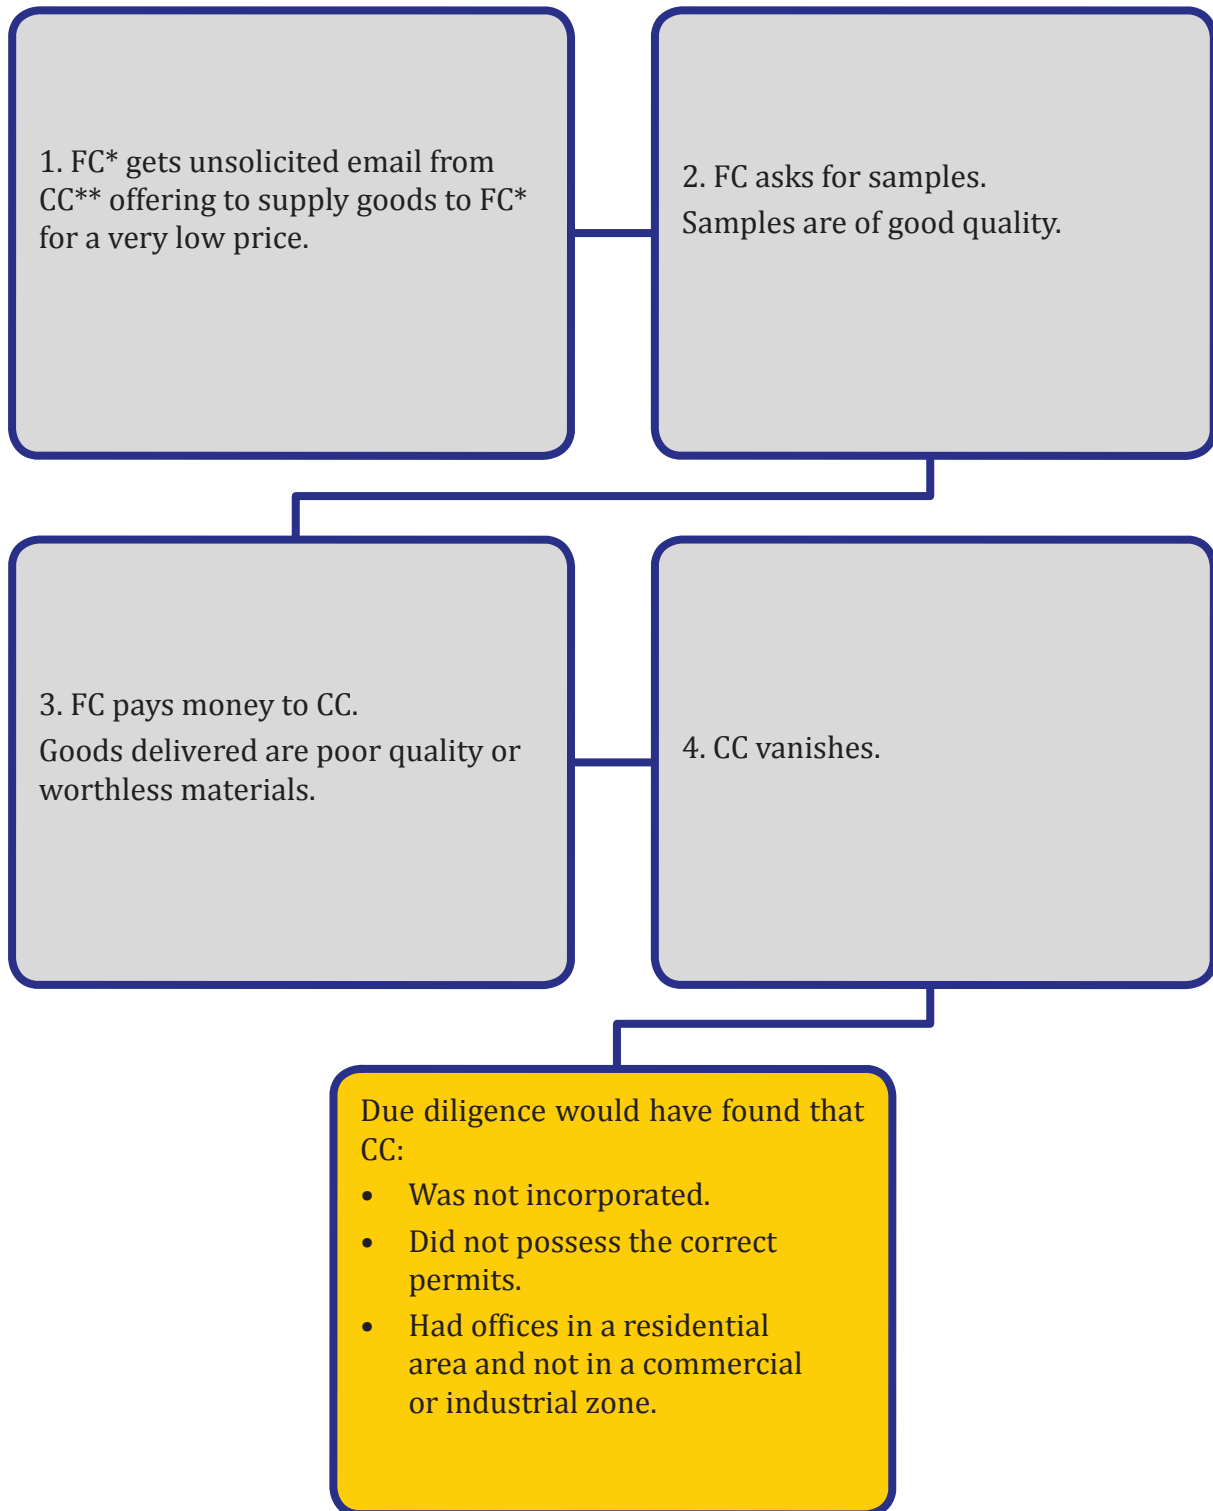 1. FC* gets unsolicited email from
CC** offering to supply goods to FC*
for a very low price.
2. FC asks for samples.
Samples are of good quality.
3. FC pays money to CC.
Goods delivered are poor quality or
worthless materials.
4. CC vanishes.
Due diligence would have found that
CC:
• Was not incorporated.
• Did not possess the correct
permits.
• Had offices in a residential
area and not in a commercial
or industrial zone.